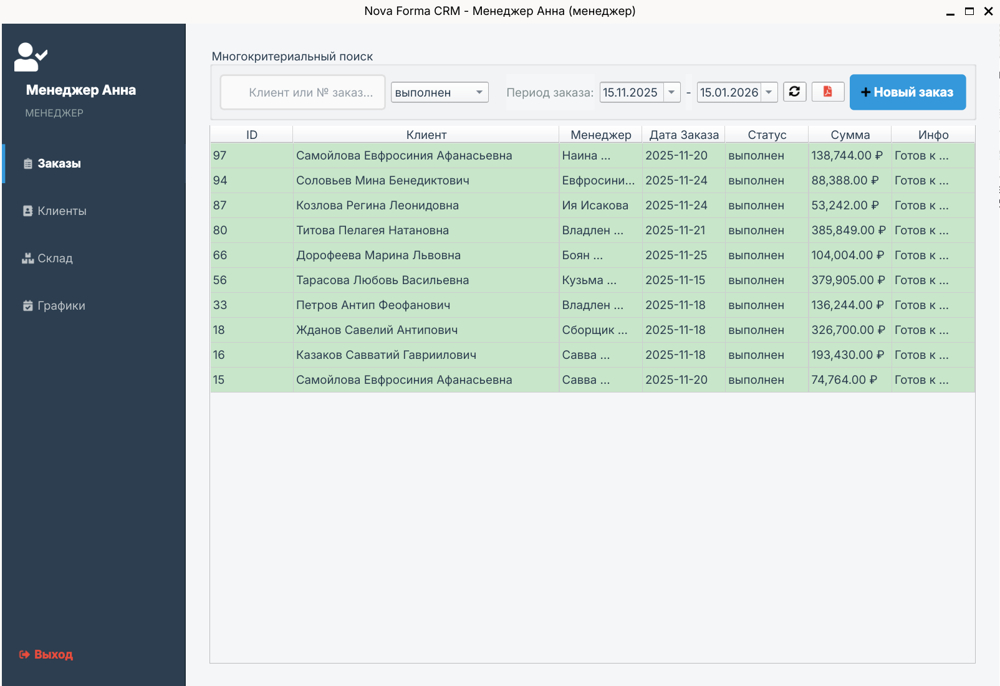 Nova Forma CRM - Менеджер Анна (менеджер)
Менеджер Анна
МЕНЕДЖЕР
Заказы
Клиенты
Склад
Графики
Выход
Многокритериальный поиск
Клиент или № заказ... выполнен Период заказа: 15.11.2025 - 15.01.2026 Новый заказ
ID Клиент Менеджер Дата Заказа Статус Сумма Инфо
97 Самойлова Евфросиния Афанасьевна Наина ... 2025-11-20 выполнен 138,744.00 ₽ Готов к ...
94 Соловьев Мина Бенедиктович Евфросини... 2025-11-24 выполнен 88,388.00 ₽ Готов к ...
87 Козлова Регина Леонидовна Ия Исакова 2025-11-24 выполнен 53,242.00 ₽ Готов к ...
80 Титова Пелагея Натановна Владлен ... 2025-11-21 выполнен 385,849.00 ₽ Готов к ...
66 Дорофеева Марина Львовна Боян ... 2025-11-25 выполнен 104,004.00 ₽ Готов к ...
56 Тарасова Любовь Васильевна Кузьма ... 2025-11-15 выполнен 379,905.00 ₽ Готов к ...
33 Петров Антип Феофанович Владлен ... 2025-11-18 выполнен 136,244.00 ₽ Готов к ...
18 Жданов Савелий Антипович Сборщик ... 2025-11-18 выполнен 326,700.00 ₽ Готов к ...
16 Казаков Савватий Гавриилович Савва ... 2025-11-18 выполнен 193,430.00 ₽ Готов к ...
15 Самойлова Евфросиния Афанасьевна Савва ... 2025-11-20 выполнен 74,764.00 ₽ Готов к ...